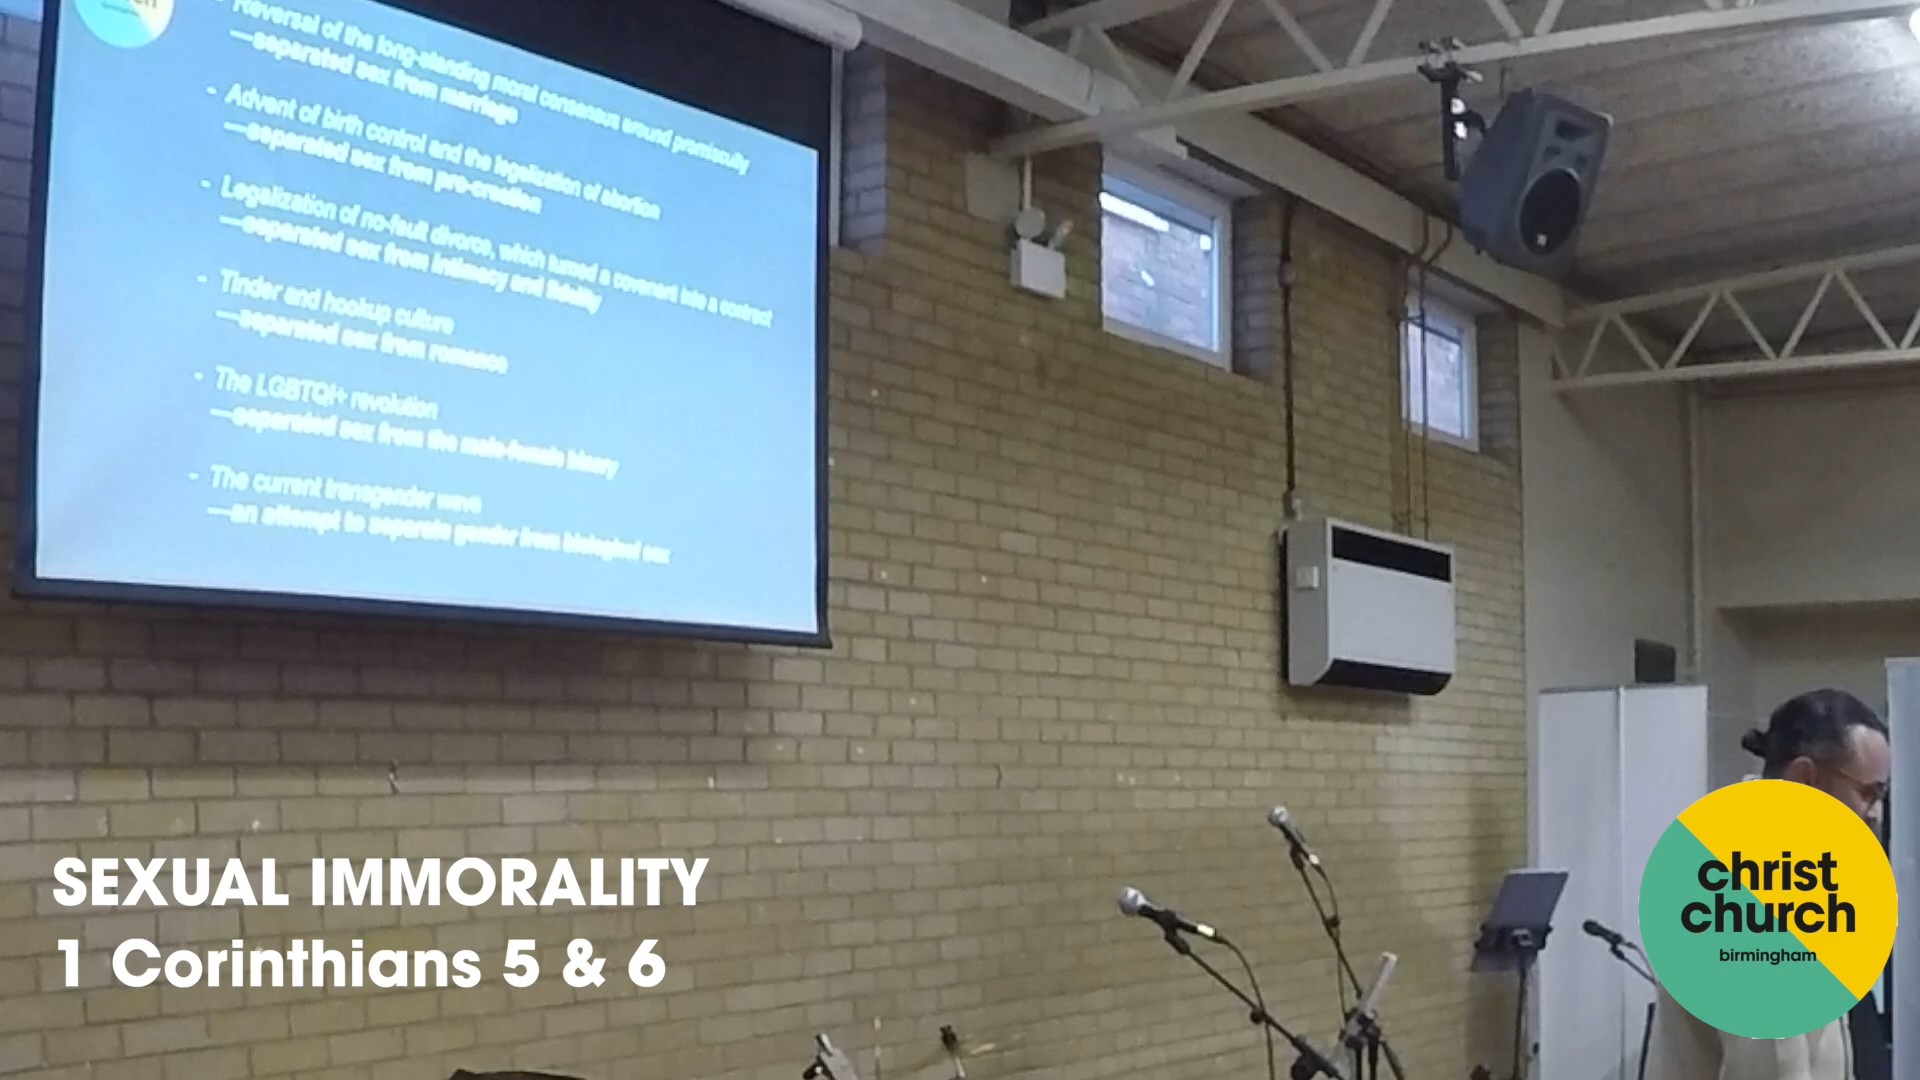 - Reversal of the long-standing moral consensus around promiscuity
—separated sex from marriage
- Advent of birth control and the legalization of abortion
—separated sex from pro-creation
- Legalization of no-fault divorce, which turned a covenant into a contract
—separated sex from intimacy and fidelity
- Tinder and hookup culture
—separated sex from romance
- The LGBTQI+ revolution
—separated sex from the male-female binary
- The current transgender wave
—an attempt to separate gender from biological sex
SEXUAL IMMORALITY
1 Corinthians 5 & 6
christ
church
birmingham